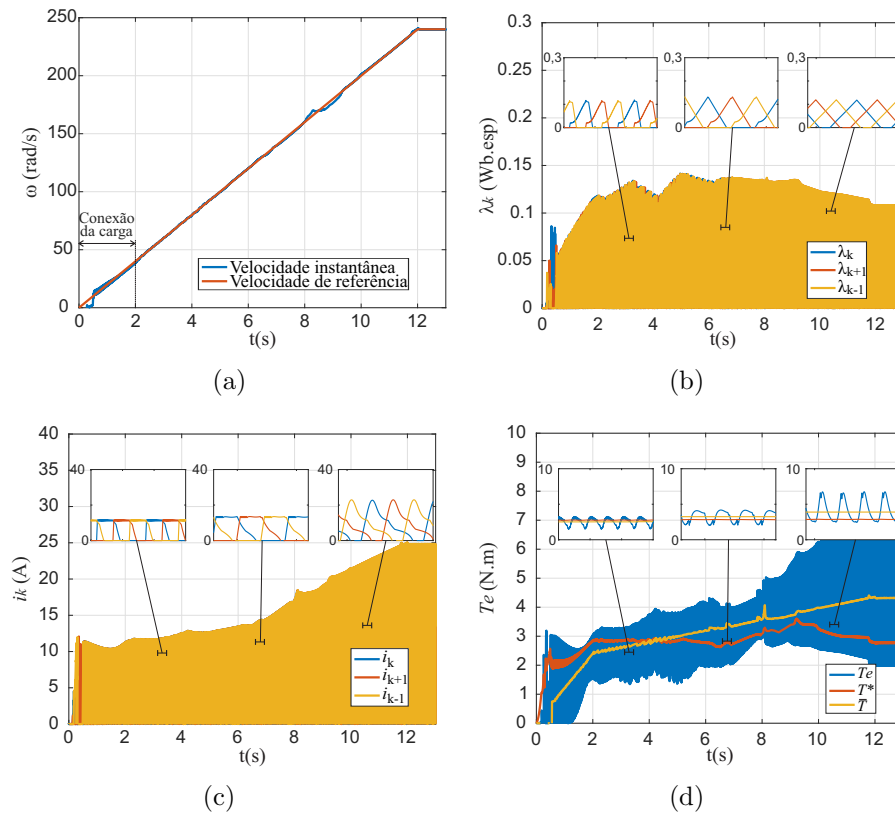 250
200
150
100
50
0
ω (rad/s)
Conexão
da carga
Velocidade instantânea
Velocidade de referência
0 2 4 6 8 10 12
t(s)
(a)
0.3
0.25
0.2
0.15
0.1
0.05
0
λk (Wb.esp)
0,3
0
0,3
0
0,3
0
λk
λk+1
λk-1
0 2 4 6 8 10 12
t(s)
(b)
40
35
30
25
20
15
10
5
0
ik (A)
40
0
40
0
40
0
ik
ik+1
ik-1
0 2 4 6 8 10 12
t(s)
(c)
10
9
8
7
6
5
4
3
2
1
0
Te (N.m)
10
0
10
0
10
0
Te
T*
T̄
0 2 4 6 8 10 12
t(s)
(d)